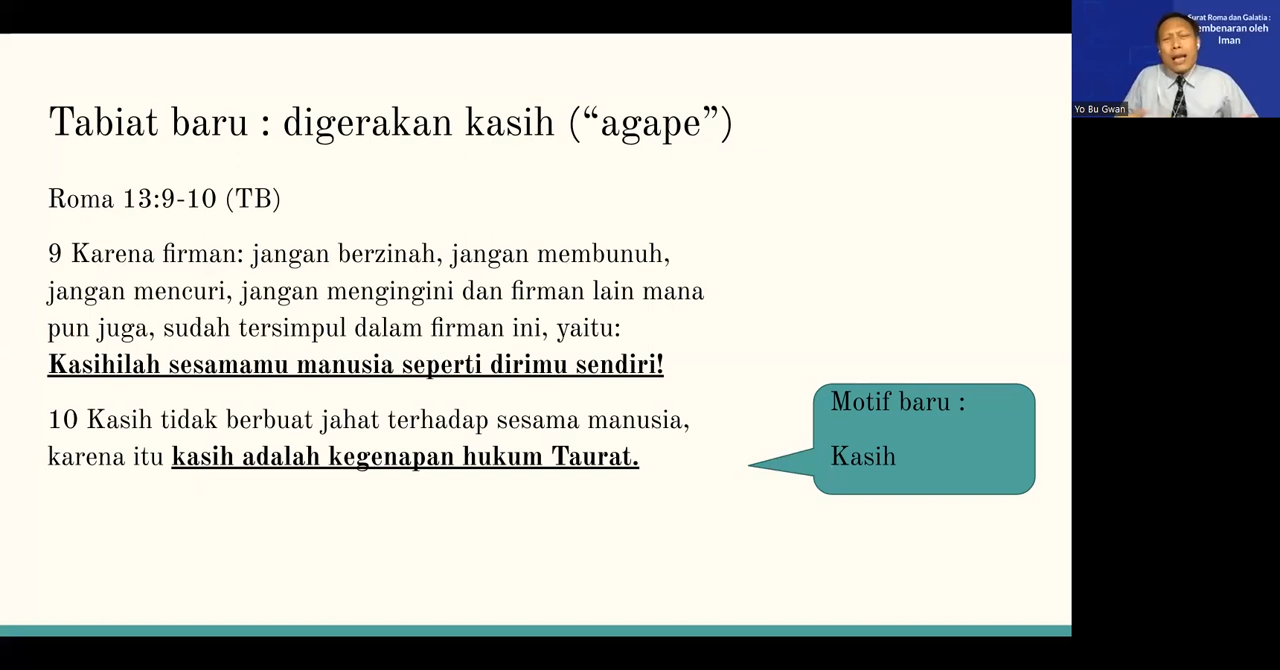 Tabiat baru : digerakan kasih (“agape”)
Roma 13:9-10 (TB)
9 Karena firman: jangan berzinah, jangan membunuh,
jangan mencuri, jangan mengingini dan firman lain mana
pun juga, sudah tersimpul dalam firman ini, yaitu:
Kasihilah sesamamu manusia seperti dirimu sendiri!
10 Kasih tidak berbuat jahat terhadap sesama manusia,
karena itu kasih adalah kegenapan hukum Taurat.
Motif baru :
Kasih
Surat Roma dan Galatia :
embenaran oleh
Iman
Yo Bu Gwan